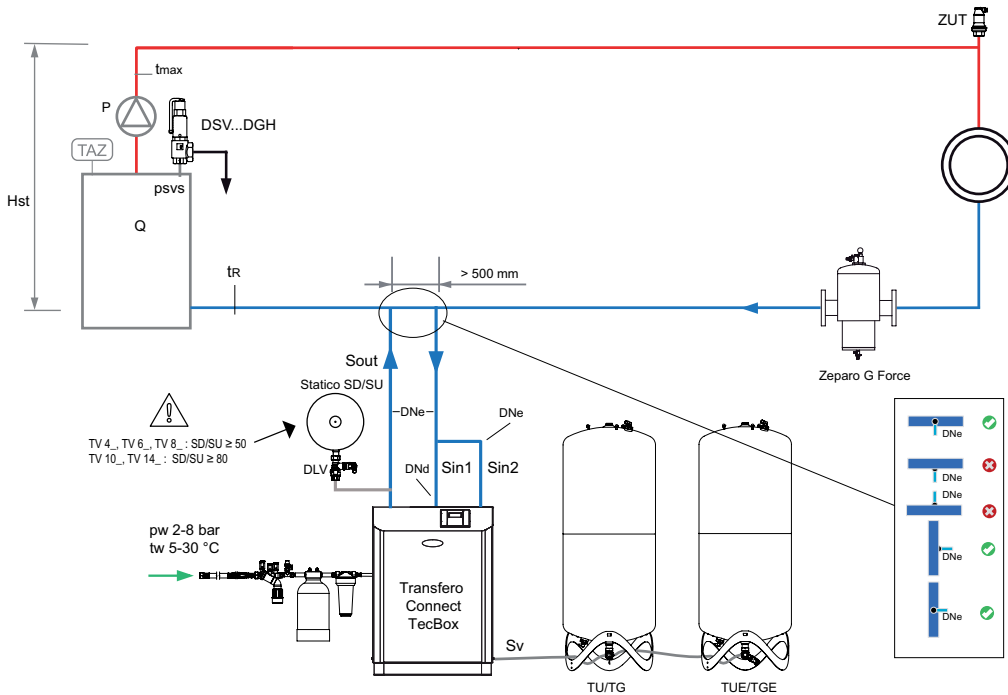 ZUT
tmax
P
DSV...DGH
TAZ
psvs
Hst
Q
tR
> 500 mm
Sout
Zeparo G Force
Statico SD/SU
DNe
DNe
TV 4_, TV 6_, TV 8_ : SD/SU ≥ 50
TV 10_, TV 14_ : SD/SU ≥ 80
DLV
DNd
Sin1
Sin2
DNe
DNe
DNe
DNe
DNe
pw 2-8 bar
tw 5-30 °C
Transfero
Connect
TecBox
Sv
TU/TG
TUE/TGE